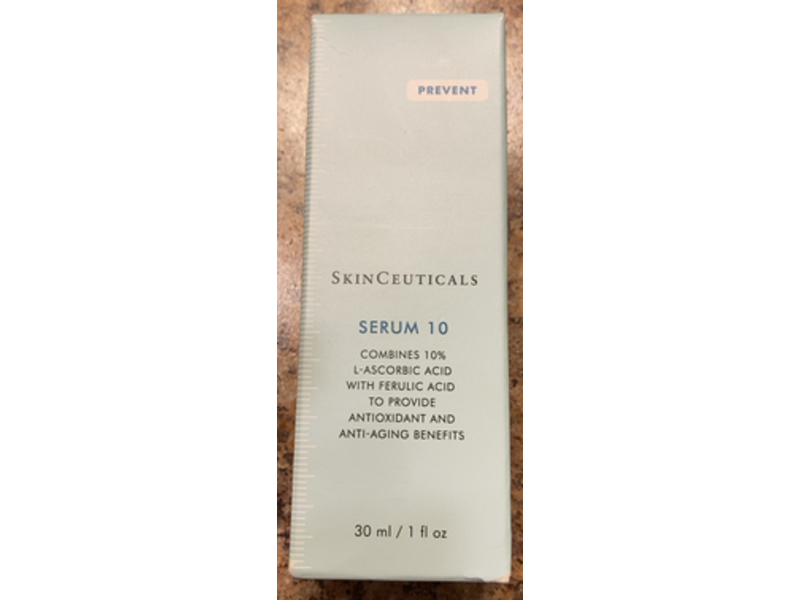 PREVENT
SKINCEUTICALS
SERUM 10
COMBINES 10%
L-ASCORBIC ACID
WITH FERULIC ACID
TO PROVIDE
ANTIOXIDANT AND
ANTI-AGING BENEFITS
30 ml / 1 fl oz